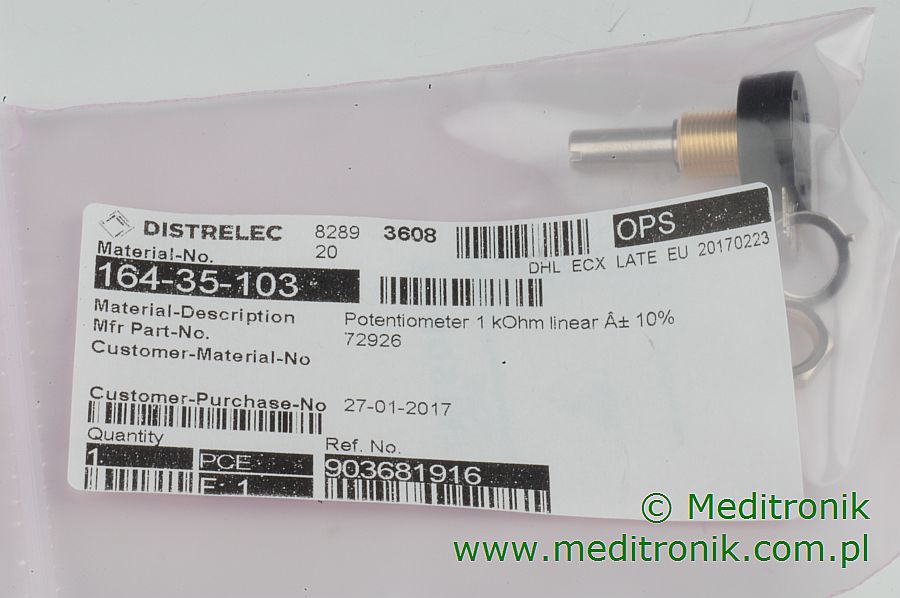 DISTRELEC 8289 3608 OPS
Material-No. 20 DHL ECX LATE EU 20170223
164-35-103
Material-Description Potentiometer 1 kOhm linear Â± 10%
Mfr Part-No. 72926
Customer-Material-No
Customer-Purchase-No 27-01-2017
Quantity Ref. No.
1 PCE 903681916
F 1
© Meditronik
www.meditronik.com.pl